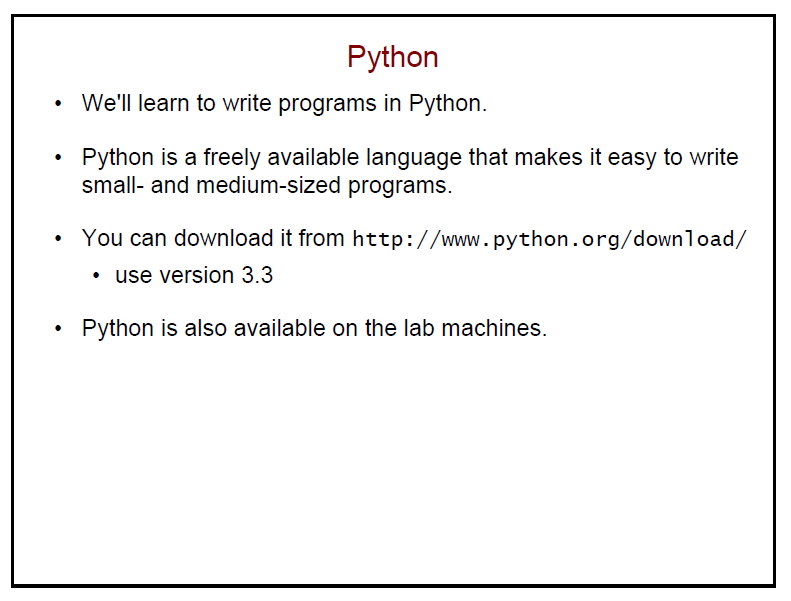 Python
• We'll learn to write programs in Python.
• Python is a freely available language that makes it easy to write
small- and medium-sized programs.
• You can download it from http://www.python.org/download/
• use version 3.3
• Python is also available on the lab machines.